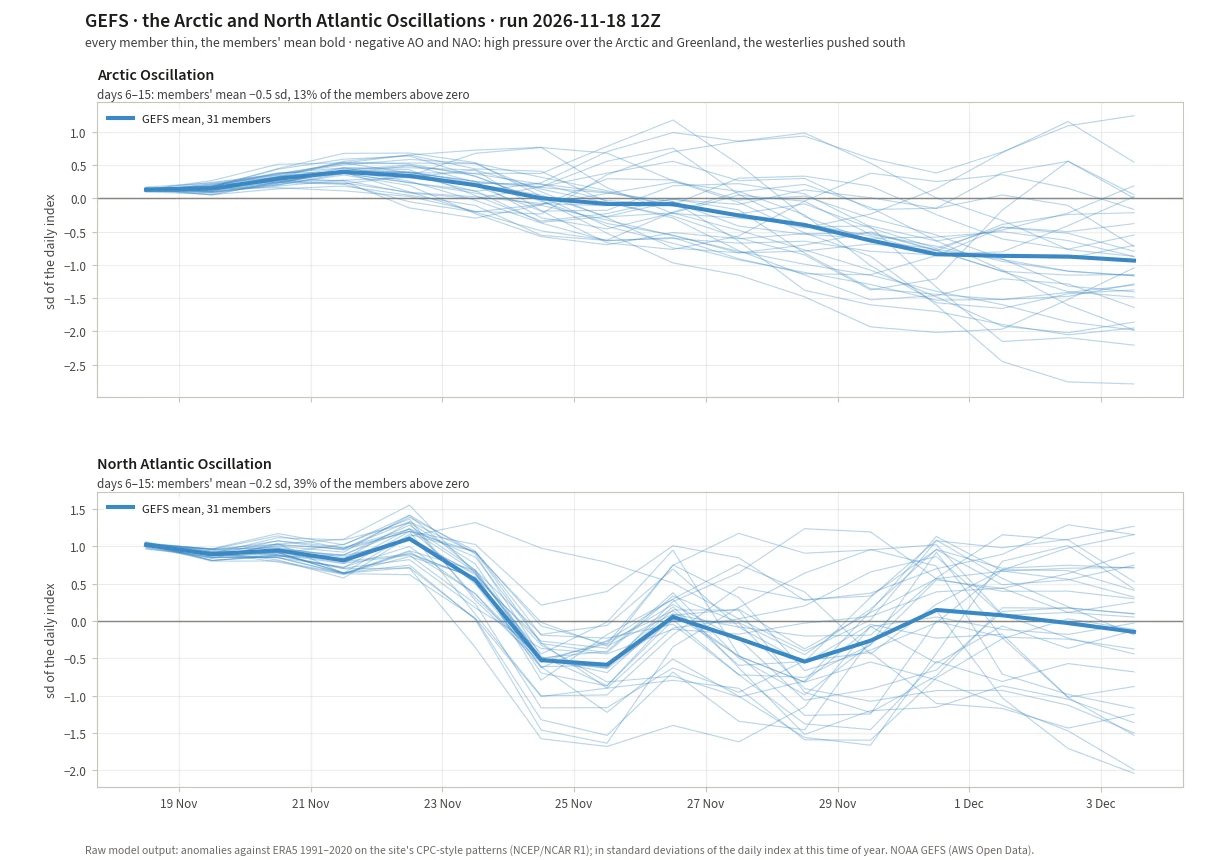 GEFS · the Arctic and North Atlantic Oscillations · run 2026-11-18 12Z
every member thin, the members' mean bold · negative AO and NAO: high pressure over the Arctic and Greenland, the westerlies pushed south
Arctic Oscillation
days 6–15: members' mean −0.5 sd, 13% of the members above zero
GEFS mean, 31 members
1.0
0.5
0.0
−0.5
−1.0
−1.5
−2.0
−2.5
sd of the daily index
North Atlantic Oscillation
days 6–15: members' mean −0.2 sd, 39% of the members above zero
GEFS mean, 31 members
1.5
1.0
0.5
0.0
−0.5
−1.0
−1.5
−2.0
sd of the daily index
19 Nov 21 Nov 23 Nov 25 Nov 27 Nov 29 Nov 1 Dec 3 Dec
Raw model output: anomalies against ERA5 1991–2020 on the site's CPC-style patterns (NCEP/NCAR R1); in standard deviations of the daily index at this time of year. NOAA GEFS (AWS Open Data).